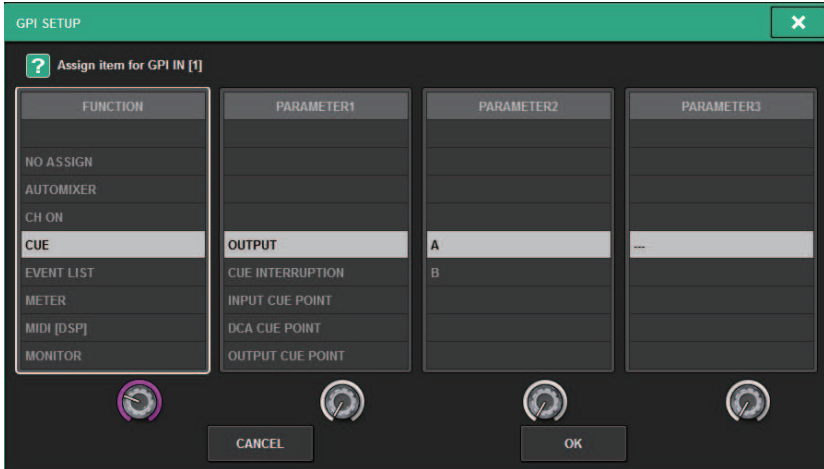 GPI SETUP
? Assign item for GPI IN [1]
FUNCTION PARAMETER1 PARAMETER2 PARAMETER3
NO ASSIGN
AUTOMIXER
CH ON
CUE OUTPUT A ---
EVENT LIST CUE INTERRUPTION B
METER INPUT CUE POINT
MIDI [DSP] DCA CUE POINT
MONITOR OUTPUT CUE POINT
CANCEL OK